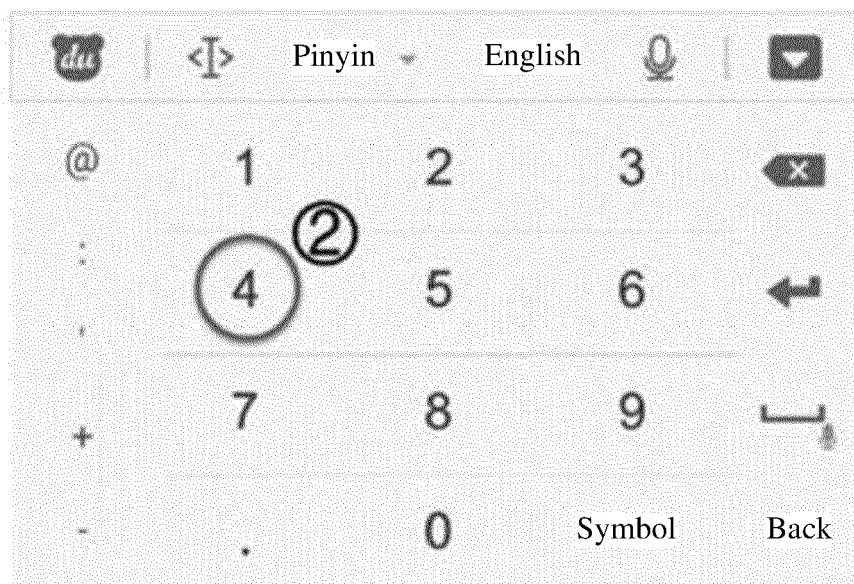 du Pinyin English
@ 1 2 3
②
: 4 5 6
,
7 8 9
+
- . 0 Symbol Back